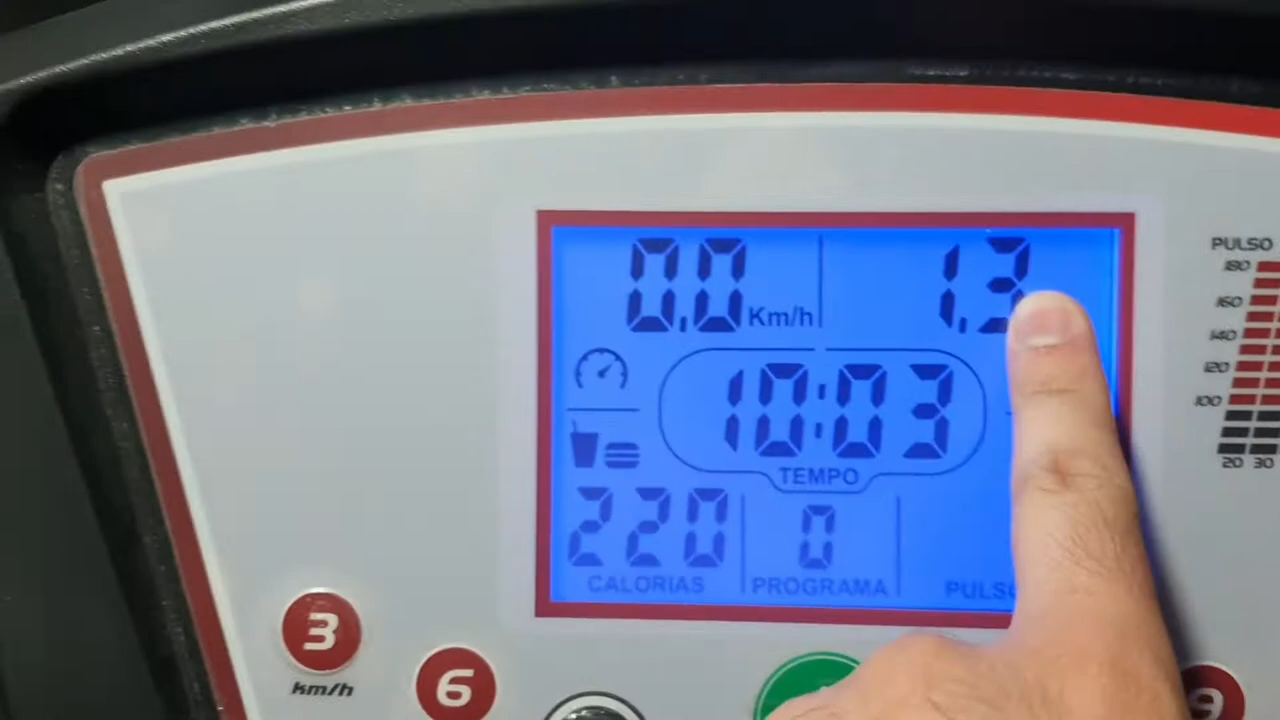 0.0 Km/h 1.3
10:03
TEMPO
220 0
CALORIAS PROGRAMA
PULSO
180
160
140
120
100
20 30
3
km/h
6
9